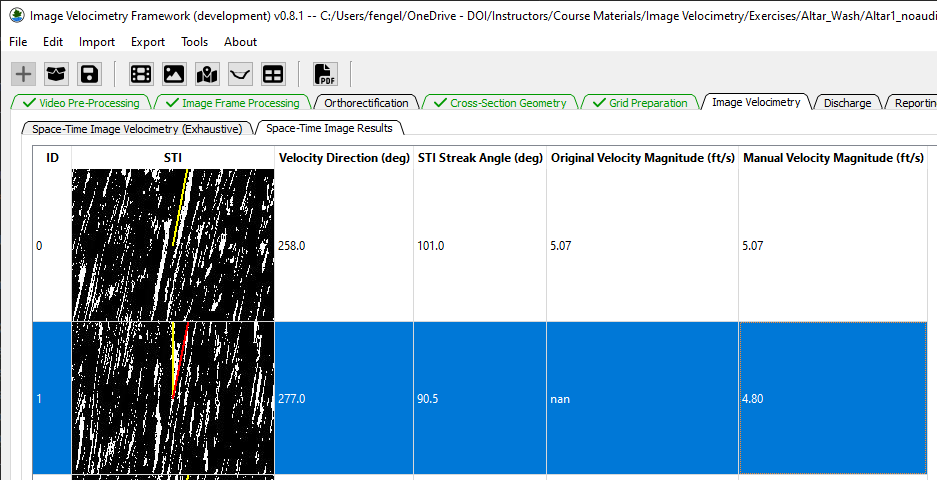 Image Velocimetry Framework (development) v0.8.1 -- C:/Users/fengel/OneDrive - DOI/Instructors/Course Materials/Image Velocimetry/Exercises/Altar_Wash/Altar1_noaudi
File Edit Import Export Tools About
PDF
Video Pre-Processing Image Frame Processing Orthorectification Cross-Section Geometry Grid Preparation Image Velocimetry Discharge Reporting
Space-Time Image Velocimetry (Exhaustive) Space-Time Image Results
ID STI Velocity Direction (deg) STI Streak Angle (deg) Original Velocity Magnitude (ft/s) Manual Velocity Magnitude (ft/s)
0 258.0 101.0 5.07 5.07
1 277.0 90.5 nan 4.80